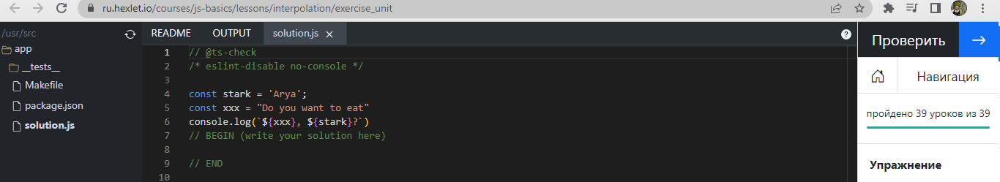 ru.hexlet.io/courses/js-basics/lessons/interpolation/exercise_unit
/usr/src
app
__tests__
Makefile
package.json
solution.js
README OUTPUT solution.js
1 // @ts-check
2 /* eslint-disable no-console */
3
4 const stark = 'Arya';
5 const xxx = "Do you want to eat"
6 console.log(`${xxx}, ${stark}?`)
7 // BEGIN (write your solution here)
8
9 // END
10
Проверить
Навигация
пройдено 39 уроков из 39
Упражнение